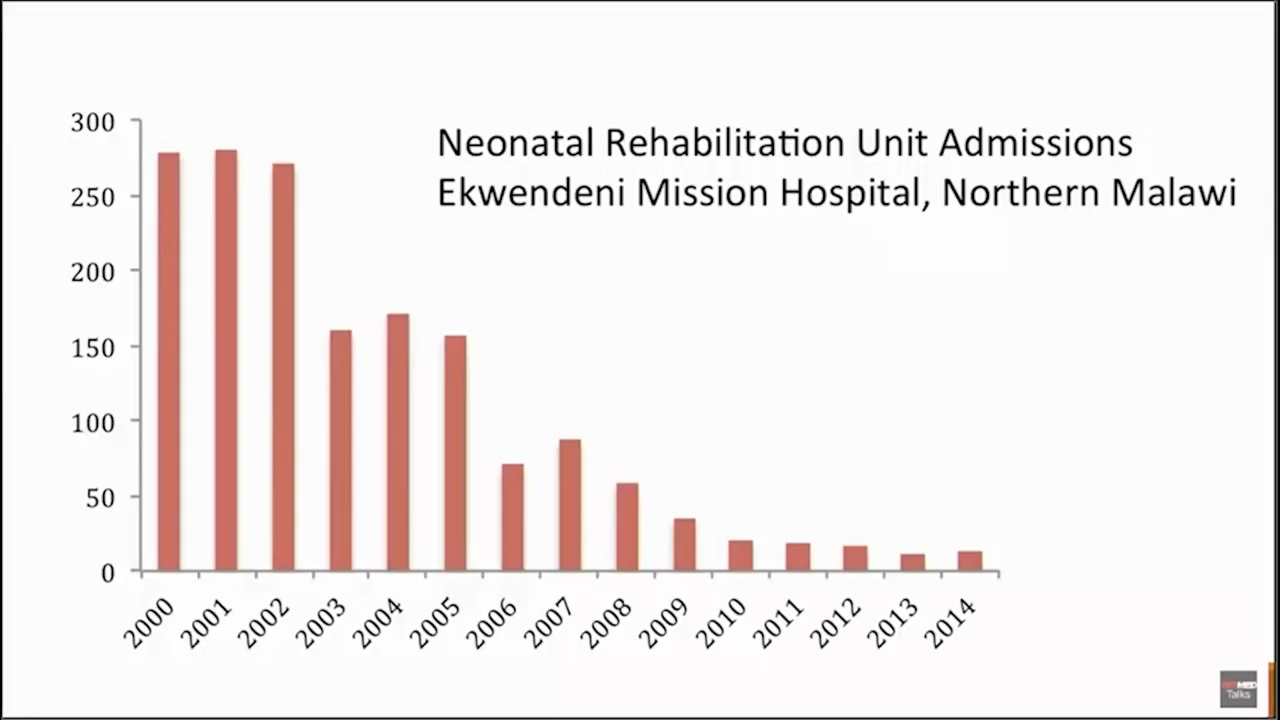 Neonatal Rehabilitation Unit Admissions
Ekwendeni Mission Hospital, Northern Malawi
300
250
200
150
100
50
0
2000 2001 2002 2003 2004 2005 2006 2007 2008 2009 2010 2011 2012 2013 2014
Talks